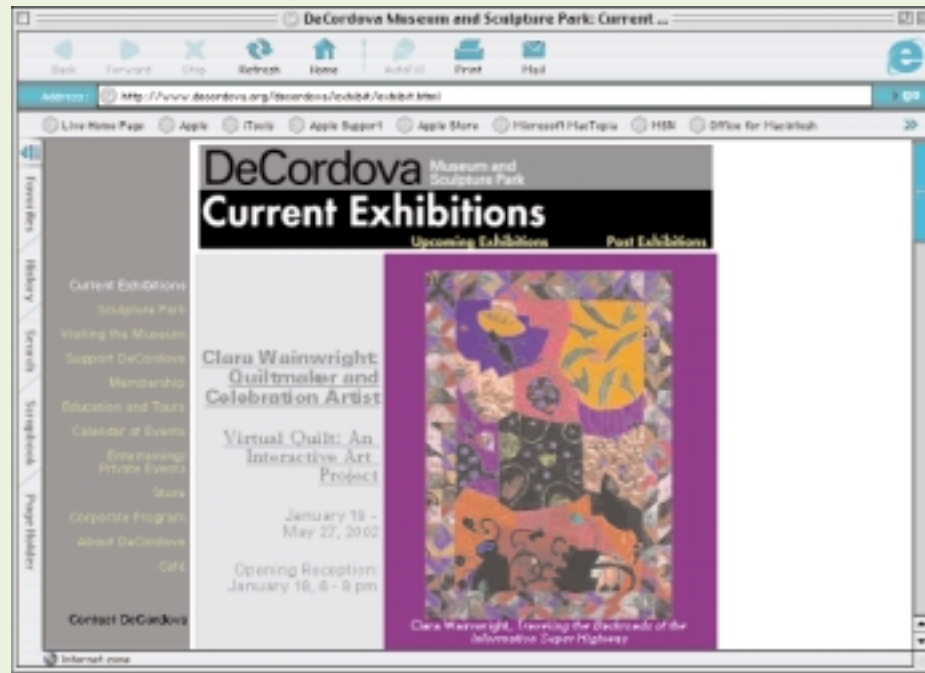 DeCordova Museum and Sculpture Park: Current ...
Back Forward Stop Refresh Home AutoFill Print Mail
Address: http://www.decordova.org/decordova/exhibit/exhibit.html go
Live Home Page Apple iTools Apple Support Apple Store Microsoft MacTopia MSN Office for Macintosh
Favorites
History
Search
Scrapbook
Page Holder
DeCordova Museum and
Sculpture Park
Current Exhibitions
Upcoming Exhibitions Past Exhibitions
Current Exhibitions
Sculpture Park
Visiting the Museum
Support DeCordova
Membership
Education and Tours
Calendar of Events
Entertaining/
Private Events
Store
Corporate Program
About DeCordova
Café
Contact DeCordova
Clara Wainwright:
Quiltmaker and
Celebration Artist
Virtual Quilt: An
Interactive Art
Project
January 18 -
May 27, 2002
Opening Reception:
January 18, 6 - 8 pm
Clara Wainwright, Traveling the Backroads of the
Information Super Highway
Internet zone